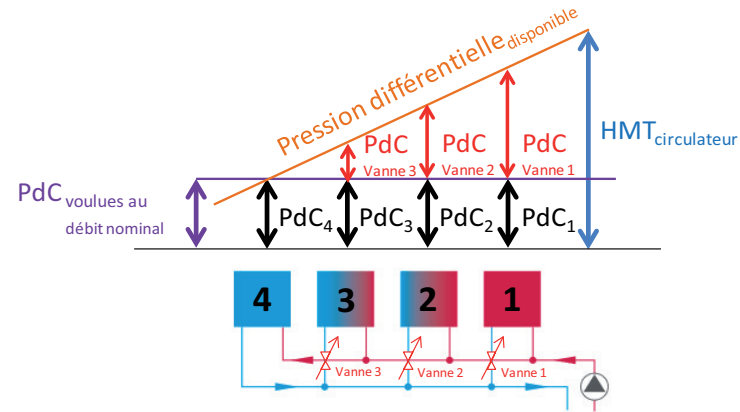 Pression différentielle disponible
HMT circulateur
PdC PdC PdC
Vanne 3 Vanne 2 Vanne 1
PdC voulues au
débit nominal
PdC4 PdC3 PdC2 PdC1
4 3 2 1
Vanne 3 Vanne 2 Vanne 1